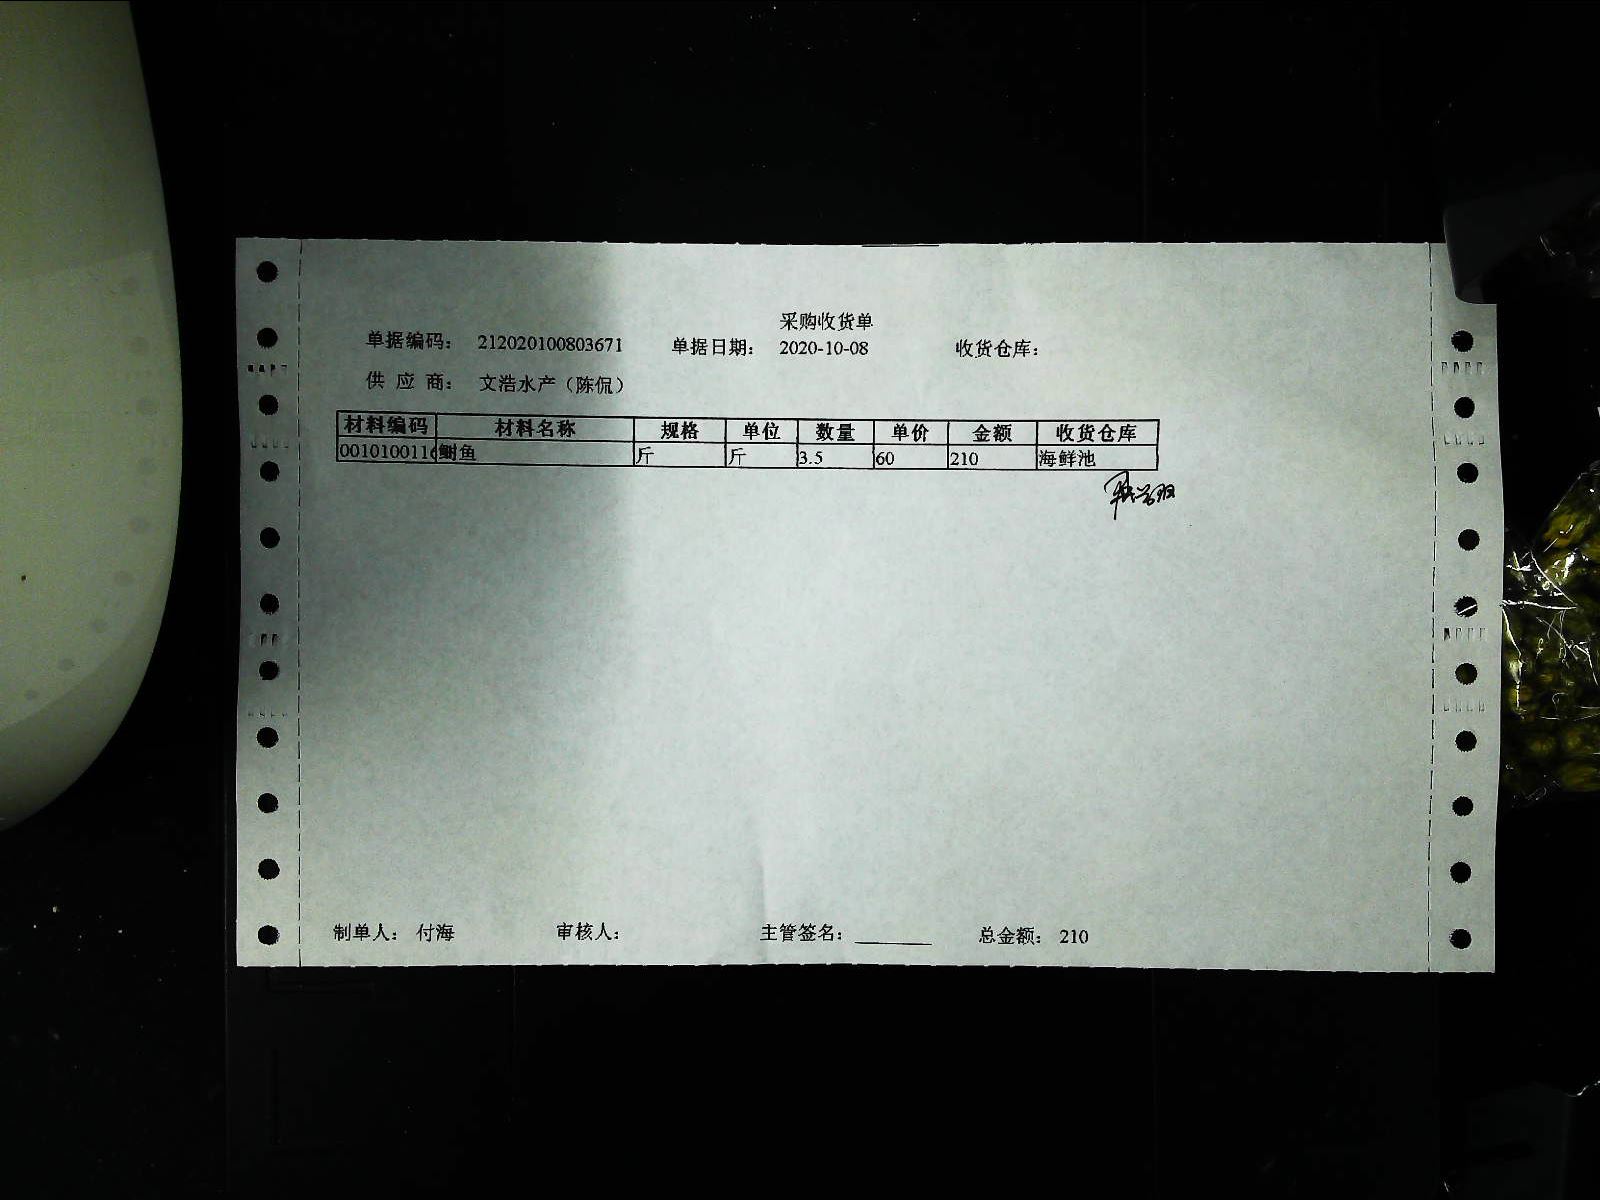 采购收货单
单据编码： 212020100803671 单据日期： 2020-10-08 收货仓库：
供 应 商： 文浩水产（陈侃）
材料编码 材料名称 规格 单位 数量 单价 金额 收货仓库
0010100116 鲥鱼 斤 斤 3.5 60 210 海鲜池
制单人： 付海 审核人： 主管签名： 总金额： 210